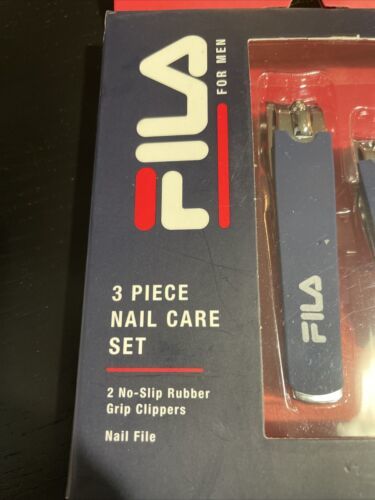 FILA
FOR MEN
3 PIECE
NAIL CARE
SET
2 No-Slip Rubber
Grip Clippers
Nail File
FILA